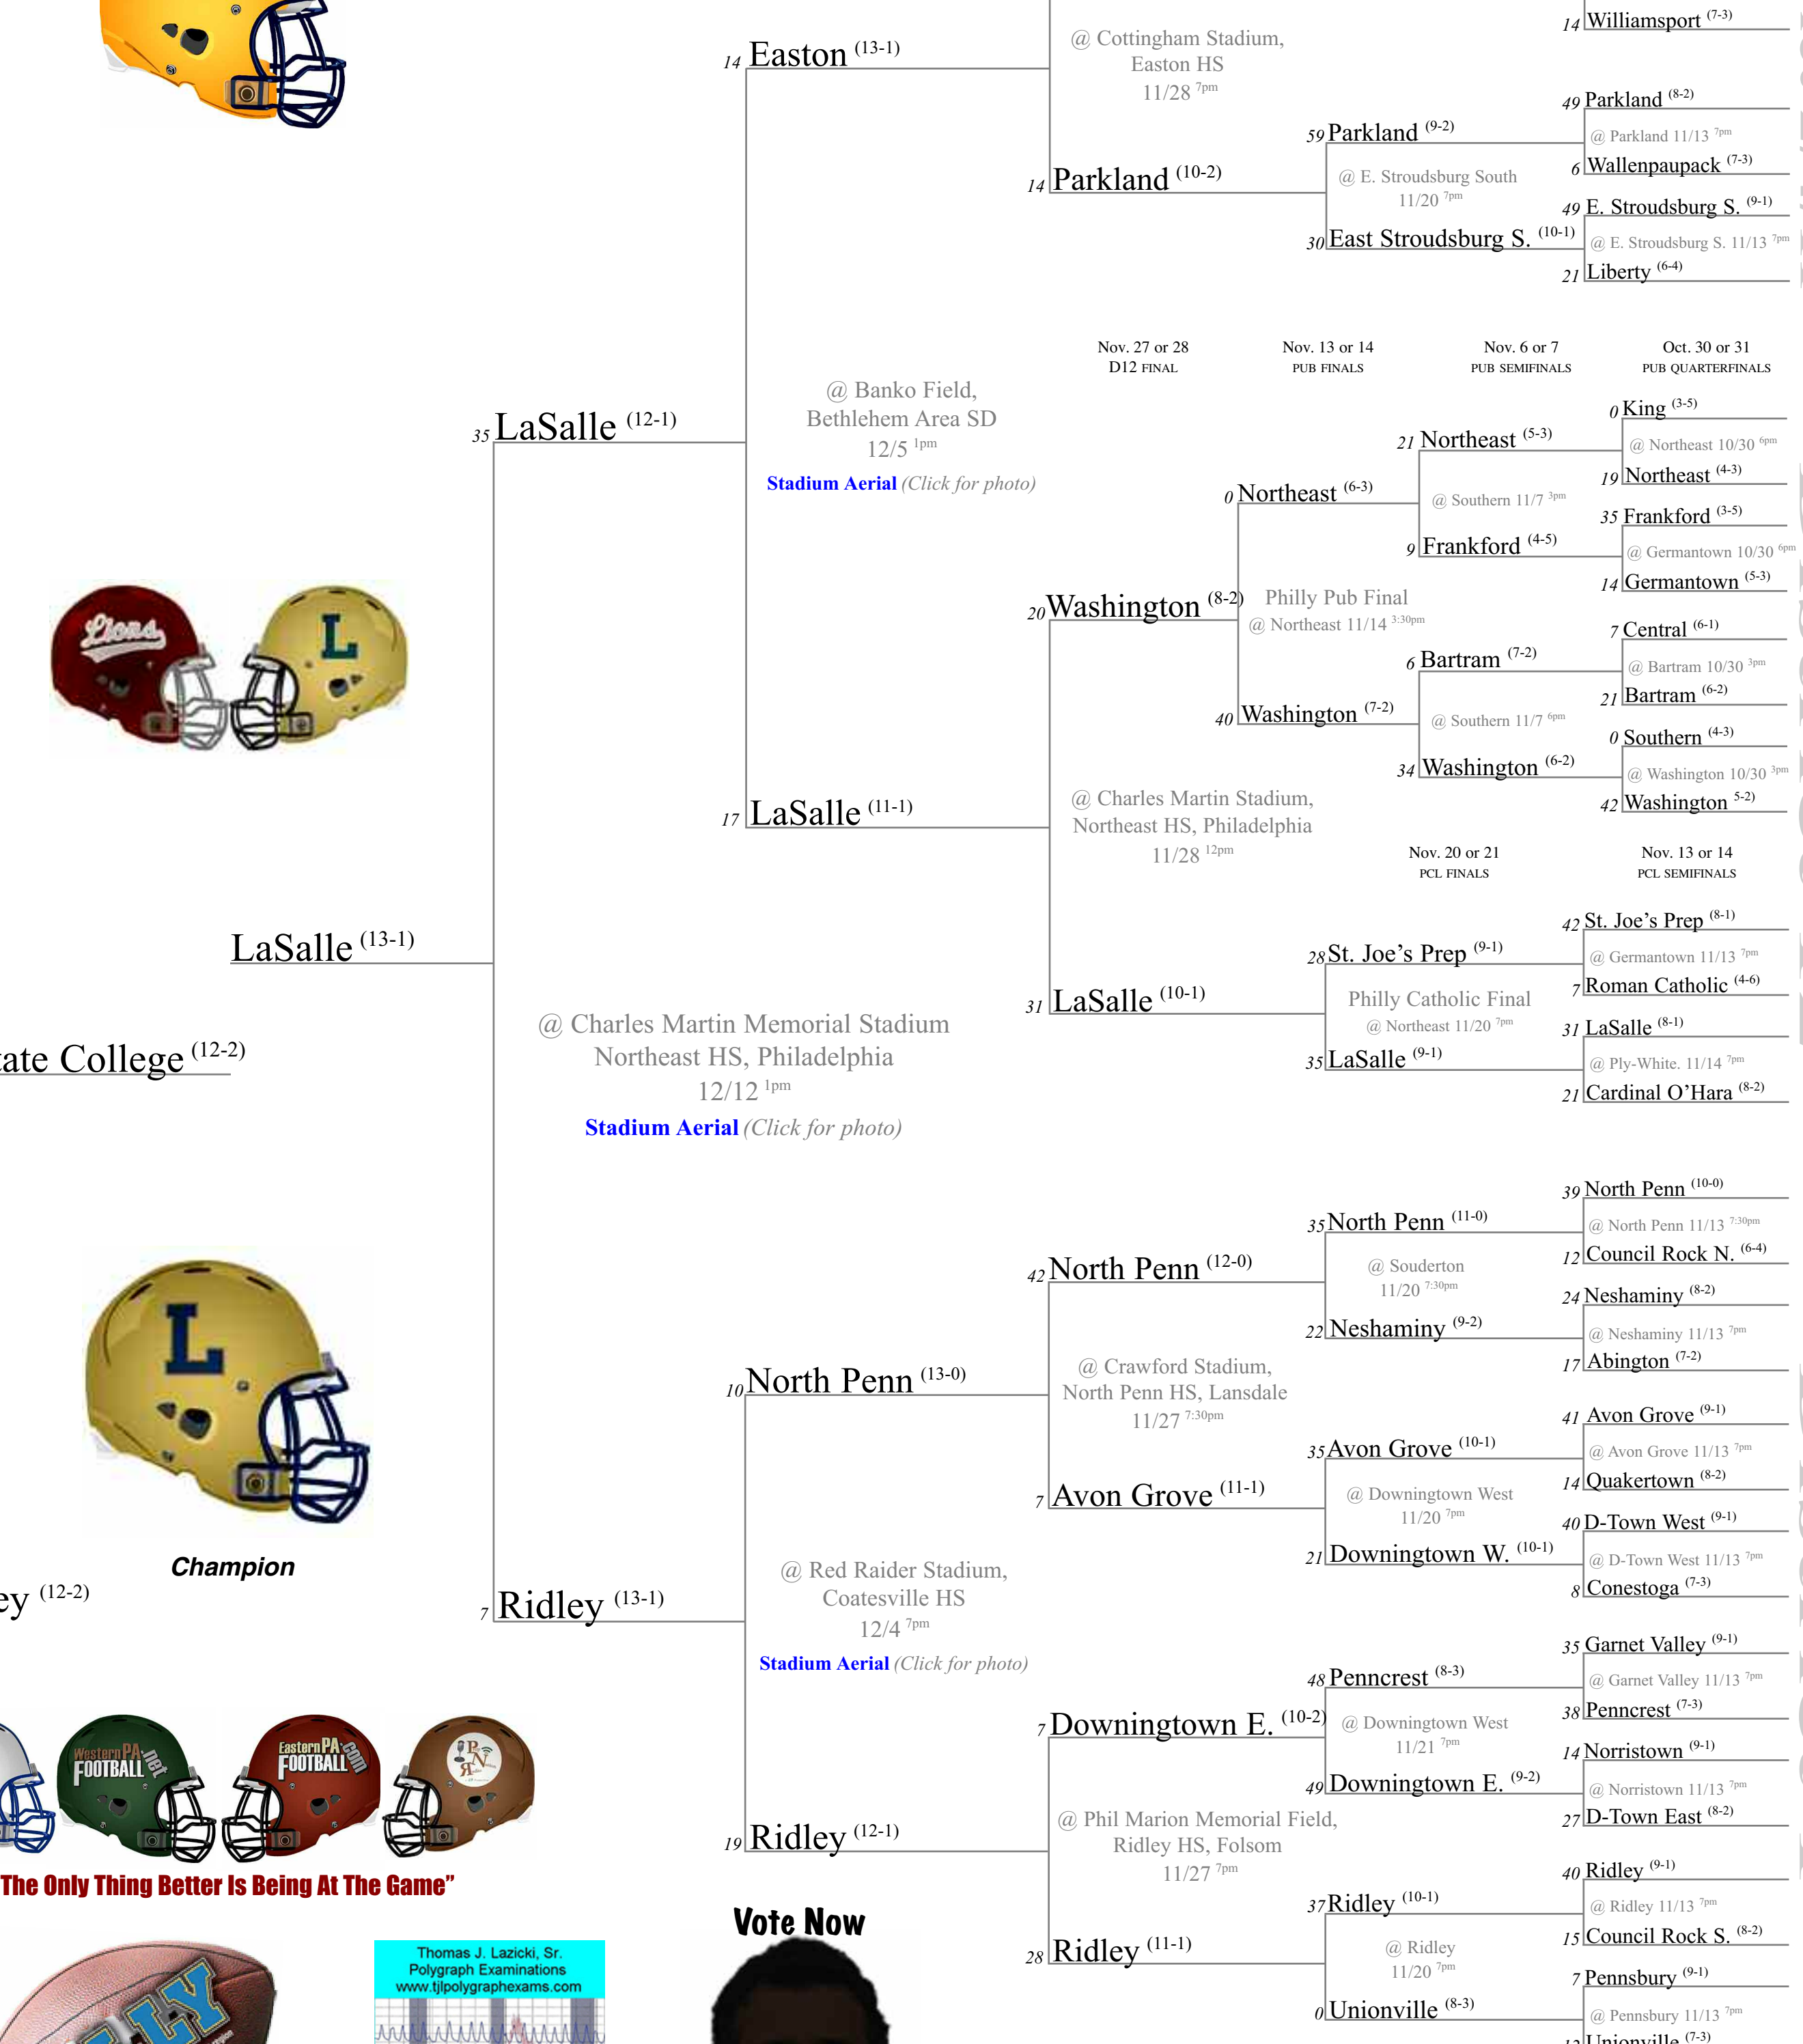 14 Williamsport (7-3)
14 Easton (13-1)
@ Cottingham Stadium,
Easton HS
11/28 7pm
49 Parkland (8-2)
@ Parkland 11/13 7pm
6 Wallenpaupack (7-3)
59 Parkland (9-2)
@ E. Stroudsburg South
11/20 7pm
14 Parkland (10-2)
49 E. Stroudsburg S. (9-1)
30 East Stroudsburg S. (10-1)
@ E. Stroudsburg S. 11/13 7pm
21 Liberty (6-4)
Nov. 27 or 28
D12 FINAL
Nov. 13 or 14
PUB FINALS
Nov. 6 or 7
PUB SEMIFINALS
Oct. 30 or 31
PUB QUARTERFINALS
@ Banko Field,
Bethlehem Area SD
12/5 1pm
Stadium Aerial (Click for photo)
35 LaSalle (12-1)
0 King (3-5)
@ Northeast 10/30 6pm
19 Northeast (4-3)
21 Northeast (5-3)
@ Southern 11/7 3pm
9 Frankford (4-5)
35 Frankford (3-5)
@ Germantown 10/30 6pm
14 Germantown (5-3)
0 Northeast (6-3)
Philly Pub Final
@ Northeast 11/14 3:30pm
20 Washington (8-2)
7 Central (6-1)
@ Bartram 10/30 3pm
21 Bartram (6-2)
6 Bartram (7-2)
@ Southern 11/7 6pm
34 Washington (6-2)
40 Washington (7-2)
0 Southern (4-3)
@ Washington 10/30 3pm
42 Washington 5-2)
17 LaSalle (11-1)
@ Charles Martin Stadium,
Northeast HS, Philadelphia
11/28 12pm
Nov. 20 or 21
PCL FINALS
Nov. 13 or 14
PCL SEMIFINALS
42 St. Joe's Prep (8-1)
@ Germantown 11/13 7pm
7 Roman Catholic (4-6)
28 St. Joe's Prep (9-1)
Philly Catholic Final
@ Northeast 11/20 7pm
35 LaSalle (9-1)
31 LaSalle (10-1)
31 LaSalle (8-1)
@ Ply-White. 11/14 7pm
21 Cardinal O'Hara (8-2)
Lions
L
LaSalle (13-1)
@ Charles Martin Memorial Stadium
Northeast HS, Philadelphia
12/12 1pm
Stadium Aerial (Click for photo)
ate College (12-2)
39 North Penn (10-0)
@ North Penn 11/13 7:30pm
12 Council Rock N. (6-4)
35 North Penn (11-0)
@ Souderton
11/20 7:30pm
22 Neshaminy (9-2)
42 North Penn (12-0)
24 Neshaminy (8-2)
@ Neshaminy 11/13 7pm
17 Abington (7-2)
10 North Penn (13-0)
@ Crawford Stadium,
North Penn HS, Lansdale
11/27 7:30pm
41 Avon Grove (9-1)
@ Avon Grove 11/13 7pm
14 Quakertown (8-2)
35 Avon Grove (10-1)
@ Downingtown West
11/20 7pm
21 Downingtown W. (10-1)
7 Avon Grove (11-1)
40 D-Town West (9-1)
@ D-Town West 11/13 7pm
8 Conestoga (7-3)
L
Champion
ey (12-2)
7 Ridley (13-1)
@ Red Raider Stadium,
Coatesville HS
12/4 7pm
Stadium Aerial (Click for photo)
35 Garnet Valley (9-1)
@ Garnet Valley 11/13 7pm
38 Penncrest (7-3)
48 Penncrest (8-3)
@ Downingtown West
11/21 7pm
49 Downingtown E. (9-2)
7 Downingtown E. (10-2)
14 Norristown (9-1)
@ Norristown 11/13 7pm
27 D-Town East (8-2)
19 Ridley (12-1)
@ Phil Marion Memorial Field,
Ridley HS, Folsom
11/27 7pm
40 Ridley (9-1)
@ Ridley 11/13 7pm
15 Council Rock S. (8-2)
37 Ridley (10-1)
@ Ridley
11/20 7pm
0 Unionville (8-3)
28 Ridley (11-1)
7 Pennsbury (9-1)
@ Pennsbury 11/13 7pm
Unionville (7-3)
Western PA
FOOTBALL .net
Eastern PA
FOOTBALL .com
The Only Thing Better Is Being At The Game”
Vote Now
Thomas J. Lazicki, Sr.
Polygraph Examinations
www.tjlpolygraphexams.com
LY